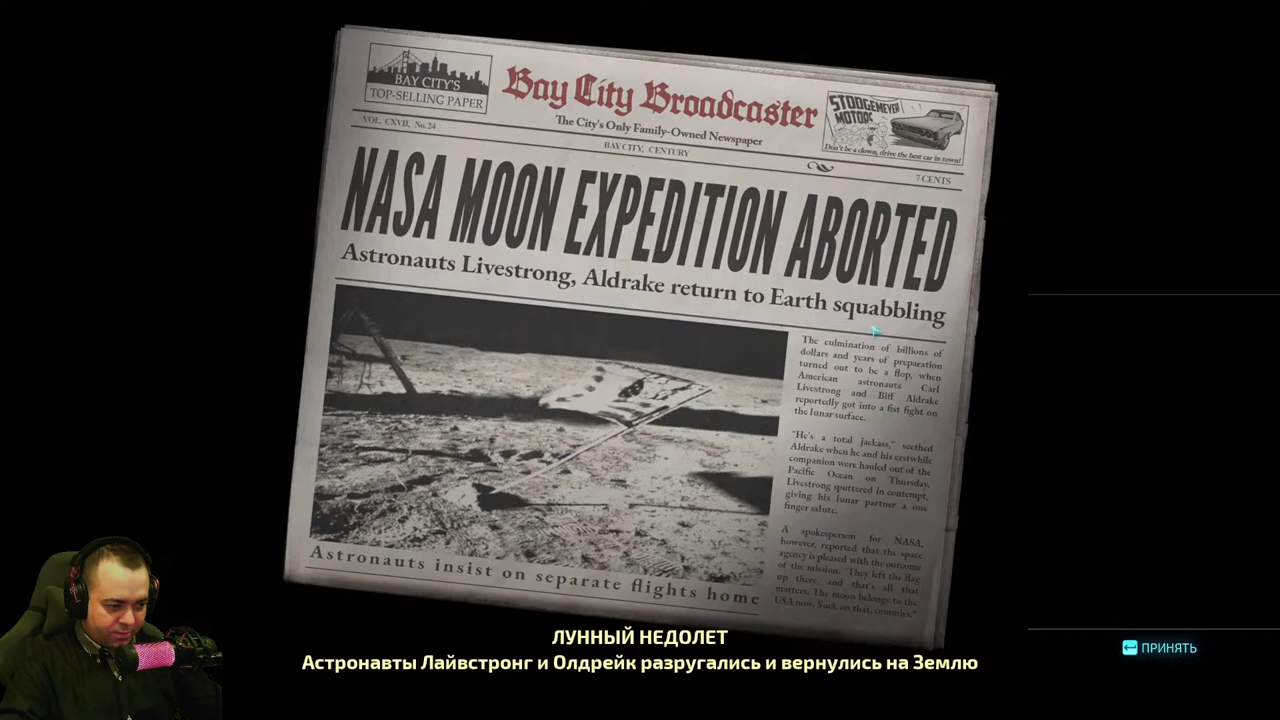 BAY CITY'S
TOP-SELLING PAPER
Bay City Broadcaster
The City's Only Family-Owned Newspaper
STODGEMEYER
MOTORS
Don't be a clown, drive the best car in town!
VOL. CXVII, No. 24
BAY CITY, CENTURY
7 CENTS
NASA MOON EXPEDITION ABORTED
Astronauts Livestrong, Aldrake return to Earth squabbling
The culmination of billions of
dollars and years of preparation
turned out to be a flop, when
American astronauts Carl
Livestrong and Biff Aldrake
reportedly got into a fist fight on
the lunar surface.
"He's a total jackass," seethed
Aldrake when he and his erstwhile
companion were hauled out of the
Pacific Ocean on Thursday.
Livestrong sputtered in contempt,
giving his lunar partner a one
finger salute.
A spokesperson for NASA,
however, reported that the space
agency is pleased with the outcome
of the mission. "They left the flag
up there, and that's all that
matters. The moon belongs to the
USA now. Suck on that, commies."
Astronauts insist on separate flights home
ЛУННЫЙ НЕДОЛЕТ
Астронавты Лайвстронг и Олдрейк разругались и вернулись на Землю
ПРИНЯТЬ